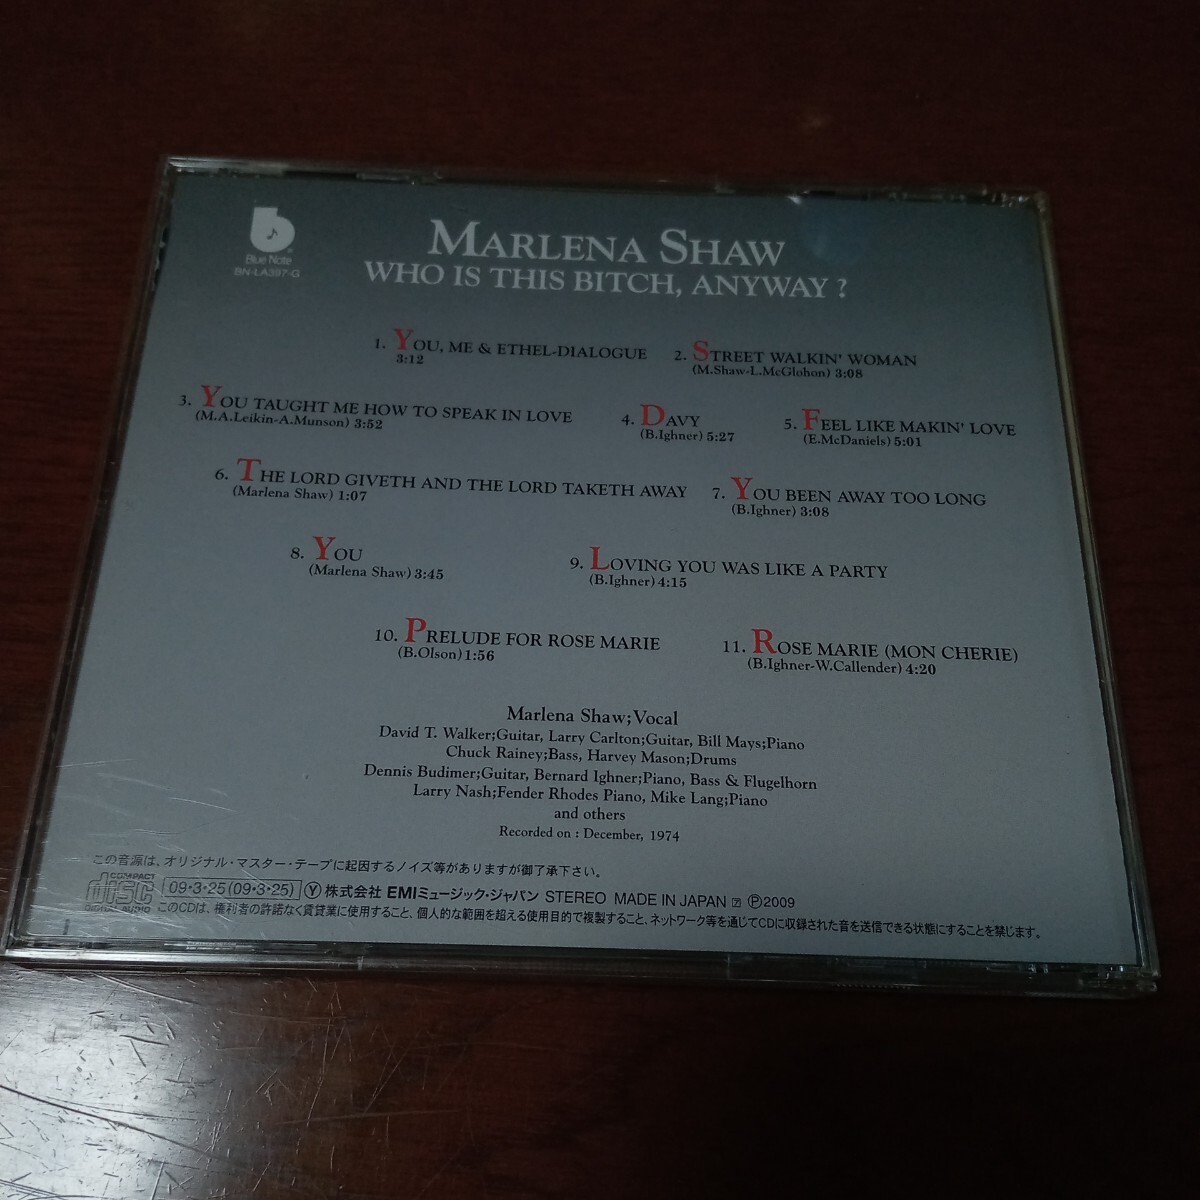 Blue Note
BN-LA397-G
MARLENA SHAW
WHO IS THIS BITCH, ANYWAY ?
1. YOU, ME & ETHEL-DIALOGUE
3:12
2. STREET WALKIN' WOMAN
(M.Shaw-L.McGlohon) 3:08
3. YOU TAUGHT ME HOW TO SPEAK IN LOVE
(M.A.Leikin-A.Munson) 3:52
4. DAVY
(B.Ighner) 5:27
5. FEEL LIKE MAKIN' LOVE
(E.McDaniels) 5:01
6. THE LORD GIVETH AND THE LORD TAKETH AWAY
(Marlena Shaw) 1:07
7. YOU BEEN AWAY TOO LONG
(B.Ighner) 3:08
8. YOU
(Marlena Shaw) 3:45
9. LOVING YOU WAS LIKE A PARTY
(B.Ighner) 4:15
10. PRELUDE FOR ROSE MARIE
(B.Olson) 1:56
11. ROSE MARIE (MON CHERIE)
(B.Ighner-W.Callender) 4:20
Marlena Shaw;Vocal
David T. Walker;Guitar, Larry Carlton;Guitar, Bill Mays;Piano
Chuck Rainey;Bass, Harvey Mason;Drums
Dennis Budimer;Guitar, Bernard Ighner;Piano, Bass & Flugelhorn
Larry Nash;Fender Rhodes Piano, Mike Lang;Piano
and others
Recorded on : December, 1974
この音源は、オリジナル・マスター・テープに起因するノイズ等がありますが御了承下さい。
COMPACT disc DIGITAL AUDIO 09・3・25(09・3・25) Ⓨ株式会社 EMIミュージック・ジャパン STEREO MADE IN JAPAN ℗2009
このCDは、権利者の許諾なく賃貸業に使用すること、個人的な範囲を超える使用目的で複製すること、ネットワーク等を通じてCDに収録された音を送信できる状態にすることを禁じます。